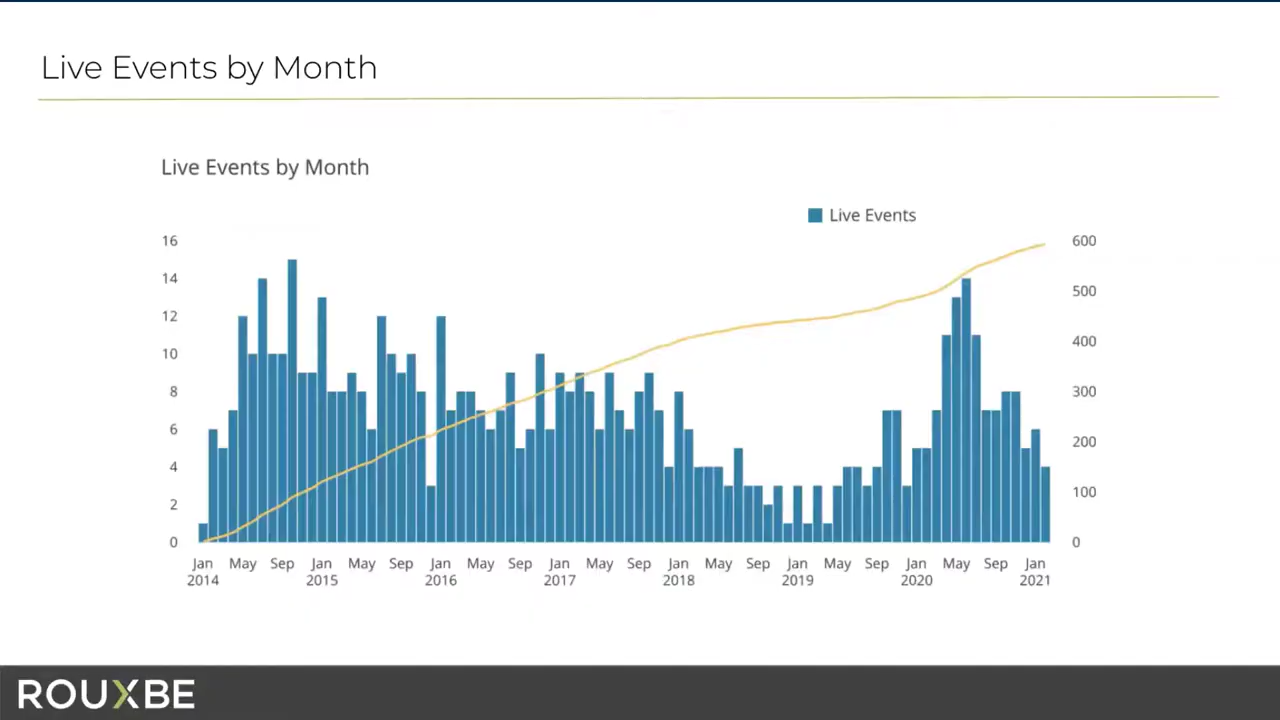 Live Events by Month
Live Events by Month
Live Events
16 600
14 500
12 400
10
8 300
6 200
4 100
2
0 0
Jan May Sep Jan May Sep Jan May Sep Jan May Sep Jan May Sep Jan May Sep Jan May Sep Jan
2014 2015 2016 2017 2018 2019 2020 2021
ROUXBE